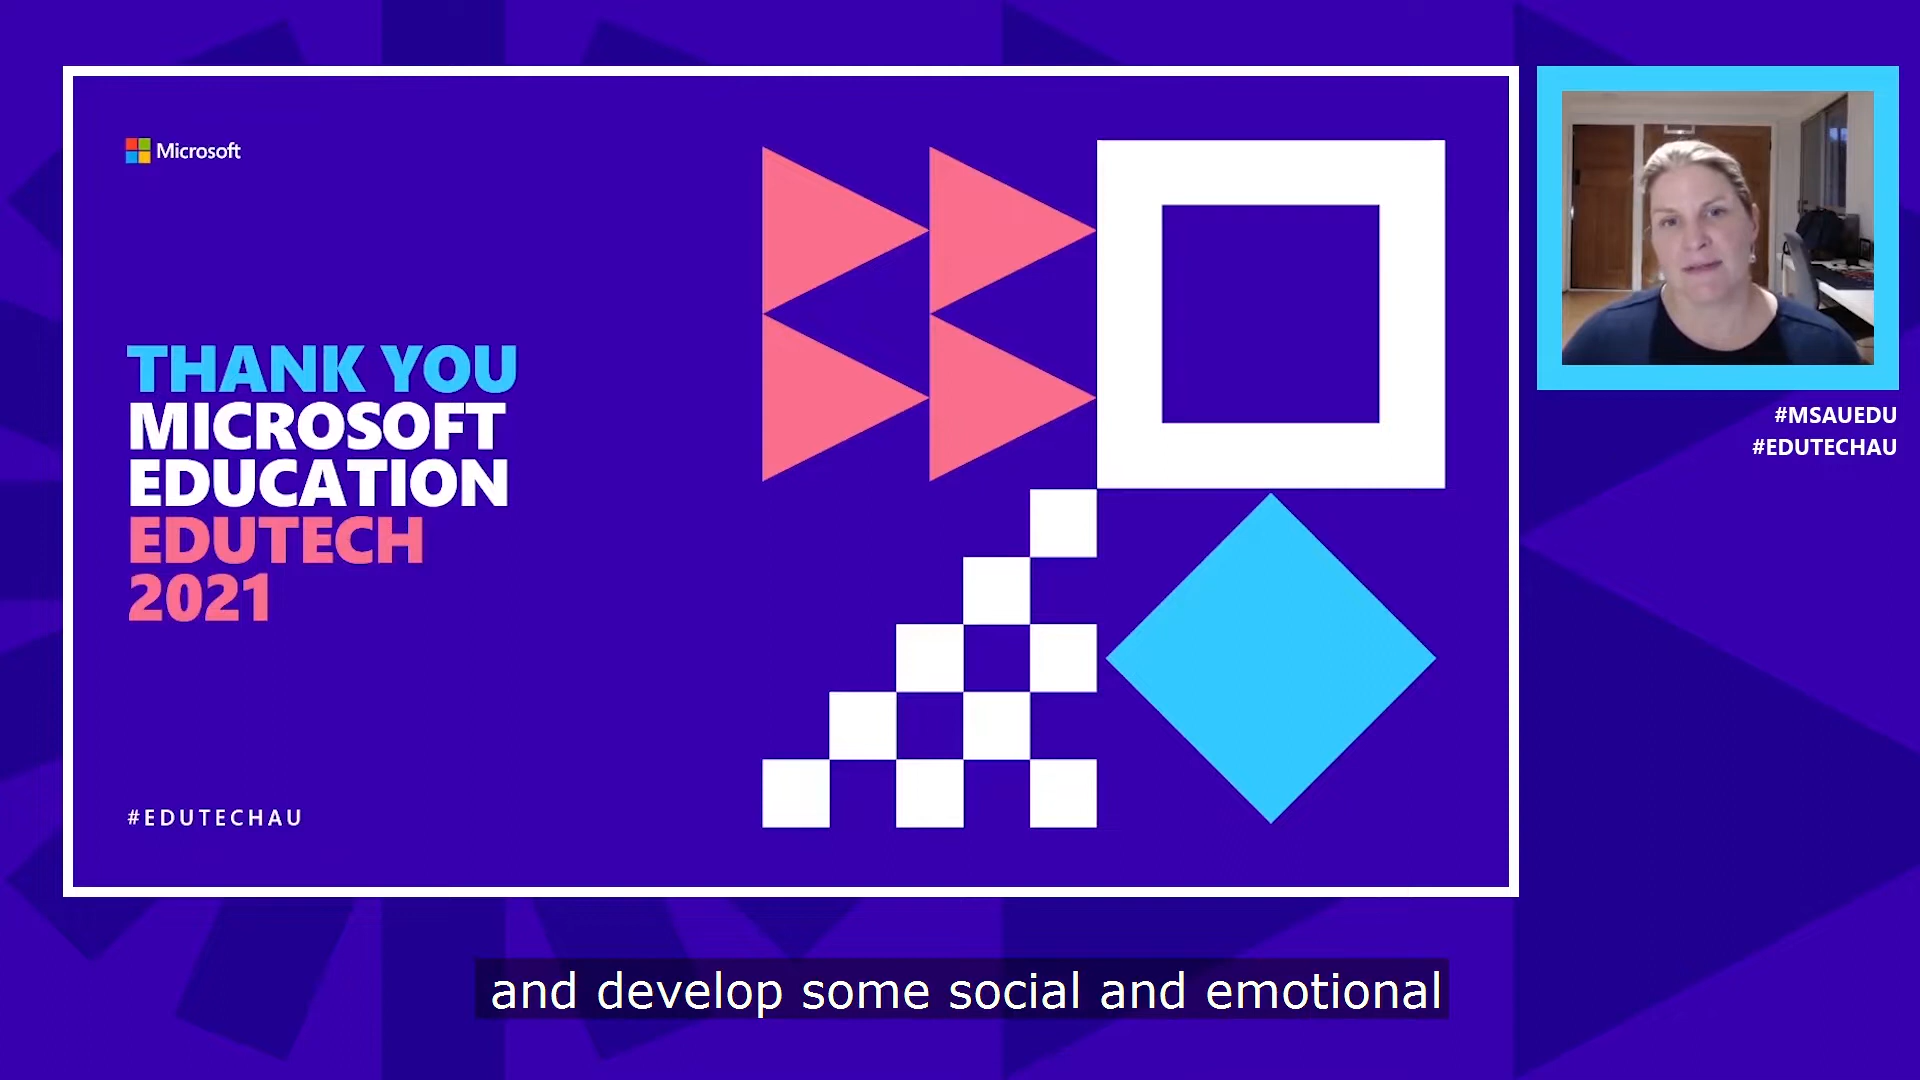 Microsoft
THANK YOU
MICROSOFT
EDUCATION
EDUTECH
2021
#EDUTECHAU
#MSAUEDU
#EDUTECHAU
and develop some social and emotional